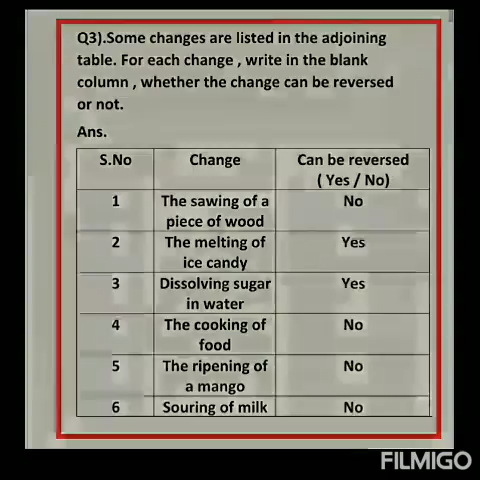 Q3).Some changes are listed in the adjoining
table. For each change , write in the blank
column , whether the change can be reversed
or not.
Ans.
S.No Change Can be reversed
( Yes / No)
1 The sawing of a No
piece of wood
2 The melting of Yes
ice candy
3 Dissolving sugar Yes
in water
4 The cooking of No
food
5 The ripening of No
a mango
6 Souring of milk No
FILMIGO